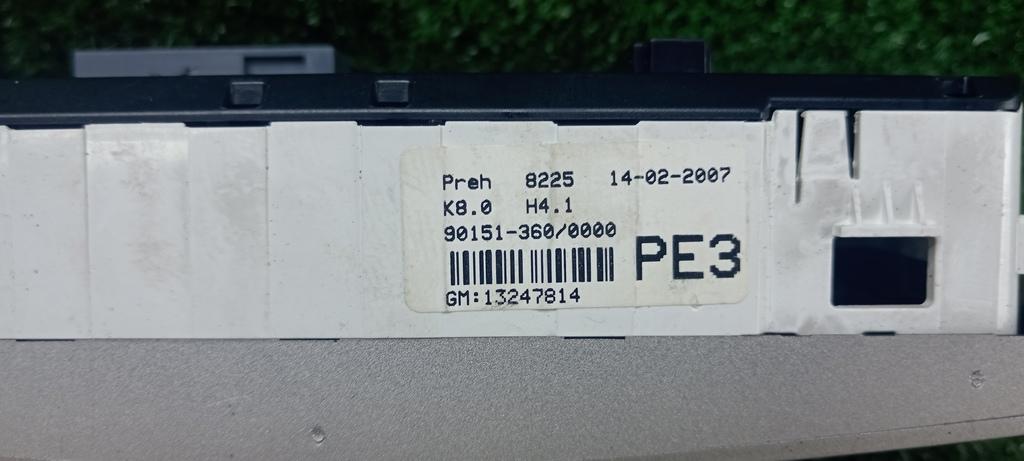 Preh 8225 14-02-2007
K8.0 H4.1
90151-360/0000
PE3
GM:13247814